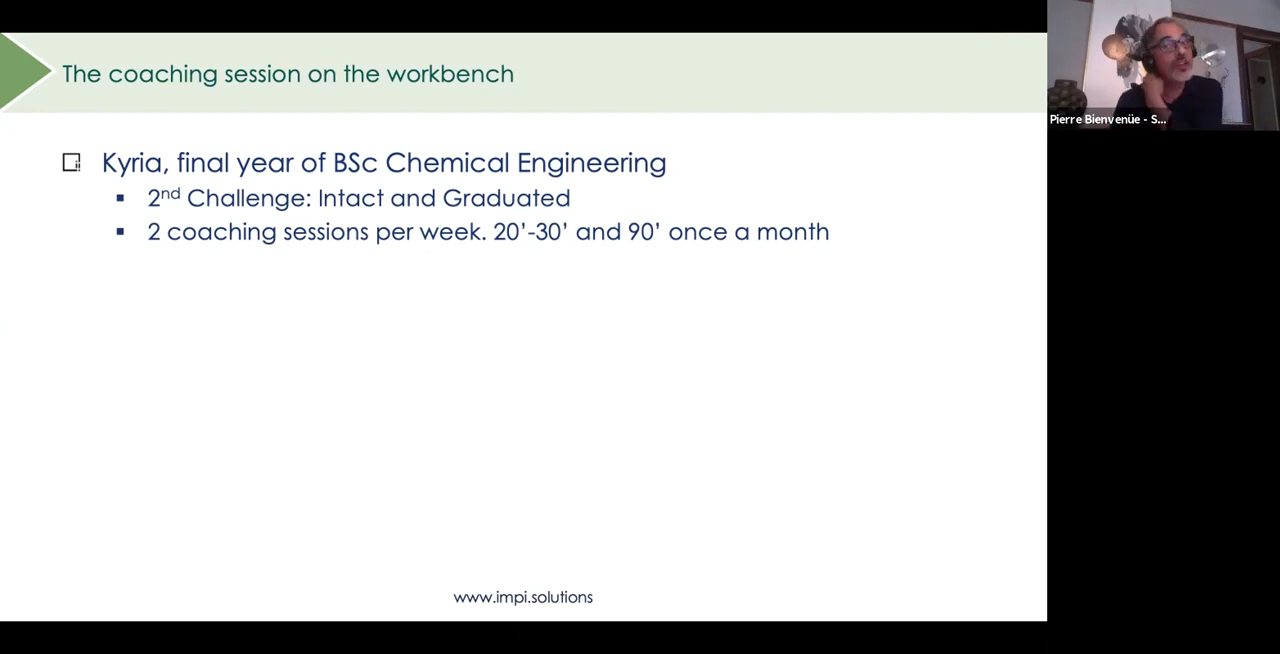 The coaching session on the workbench
Kyria, final year of BSc Chemical Engineering
2nd Challenge: Intact and Graduated
2 coaching sessions per week. 20’-30’ and 90’ once a month
www.impi.solutions
Pierre Bienvenüe - S...